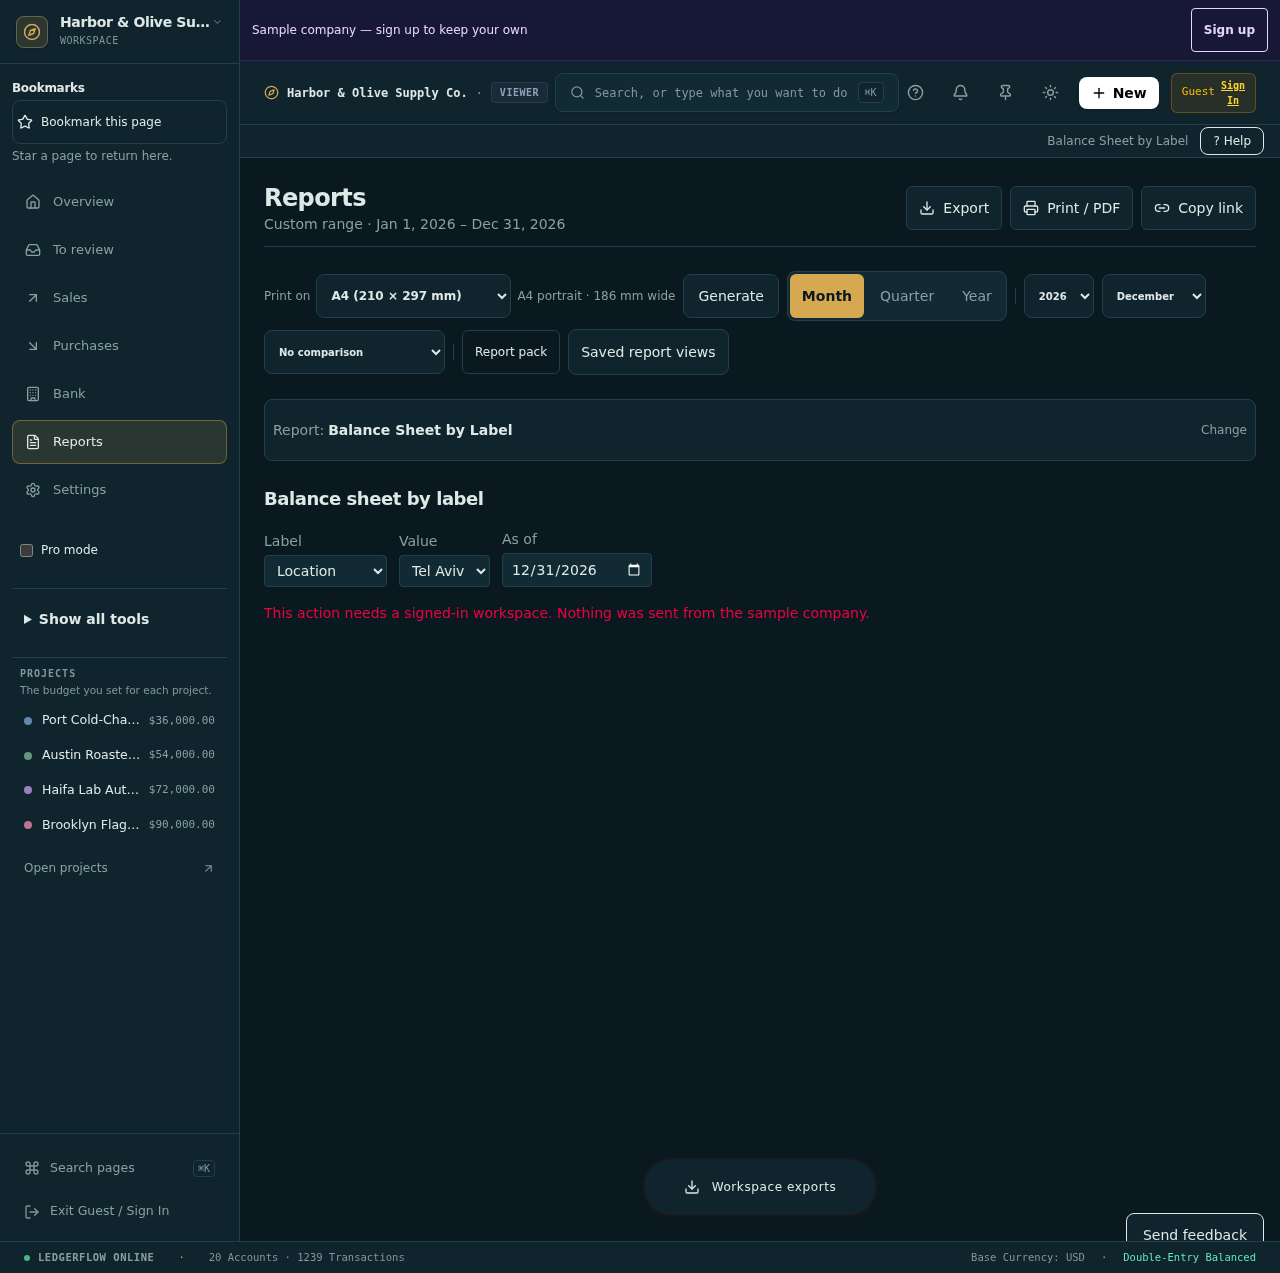 Harbor & Olive Su...
WORKSPACE
Bookmarks
Bookmark this page
Star a page to return here.
Overview
To review
Sales
Purchases
Bank
Reports
Settings
Pro mode
Show all tools
PROJECTS
The budget you set for each project.
Port Cold-Cha... $36,000.00
Austin Roaste... $54,000.00
Haifa Lab Aut... $72,000.00
Brooklyn Flag... $90,000.00
Open projects
Search pages ⌘K
Exit Guest / Sign In
Sample company — sign up to keep your own
Sign up
Harbor & Olive Supply Co. · VIEWER
Search, or type what you want to do ⌘K
+ New
Guest Sign In
Balance Sheet by Label
? Help
Reports
Custom range · Jan 1, 2026 – Dec 31, 2026
Export
Print / PDF
Copy link
Print on A4 (210 × 297 mm) A4 portrait · 186 mm wide
Generate
Month Quarter Year
2026 December
No comparison
Report pack
Saved report views
Report: Balance Sheet by Label
Change
Balance sheet by label
Label Value As of
Location Tel Aviv 12/31/2026
This action needs a signed-in workspace. Nothing was sent from the sample company.
Workspace exports
Send feedback
LEDGERFLOW ONLINE · 20 Accounts · 1239 Transactions
Base Currency: USD · Double-Entry Balanced